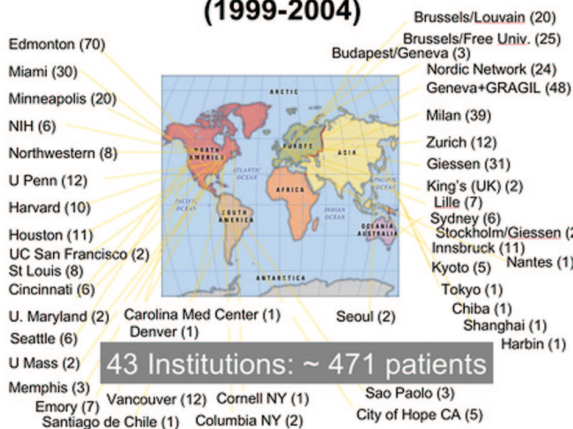 (1999-2004)
Edmonton (70)
Miami (30)
Minneapolis (20)
NIH (6)
Northwestern (8)
U Penn (12)
Harvard (10)
Houston (11)
UC San Francisco (2)
St Louis (8)
Cincinnati (6)
U. Maryland (2)
Seattle (6)
U Mass (2)
Memphis (3)
Emory (7)
Santiago de Chile (1)
Carolina Med Center (1)
Denver (1)
Vancouver (12)
Cornell NY (1)
Columbia NY (2)
Seoul (2)
Sao Paolo (3)
City of Hope CA (5)
Brussels/Louvain (20)
Brussels/Free Univ. (25)
Budapest/Geneva (3)
Nordic Network (24)
Geneva+GRAGIL (48)
Milan (39)
Zurich (12)
Giessen (31)
King's (UK) (2)
Lille (7)
Sydney (6)
Stockholm/Giessen (2
Innsbruck (11)
Nantes (1)
Kyoto (5)
Tokyo (1)
Chiba (1)
Shanghai (1)
Harbin (1)
ARCTIC
NORTH
AMERICA
EUROPE
ASIA
ATLANTIC
OCEAN
AFRICA
PACIFIC
OCEAN
PACIFIC
OCEAN
SOUTH
AMERICA
INDIAN
OCEAN
OCEANIA
AUSTRALIA
ANTARCTICA
43 Institutions: ~ 471 patients